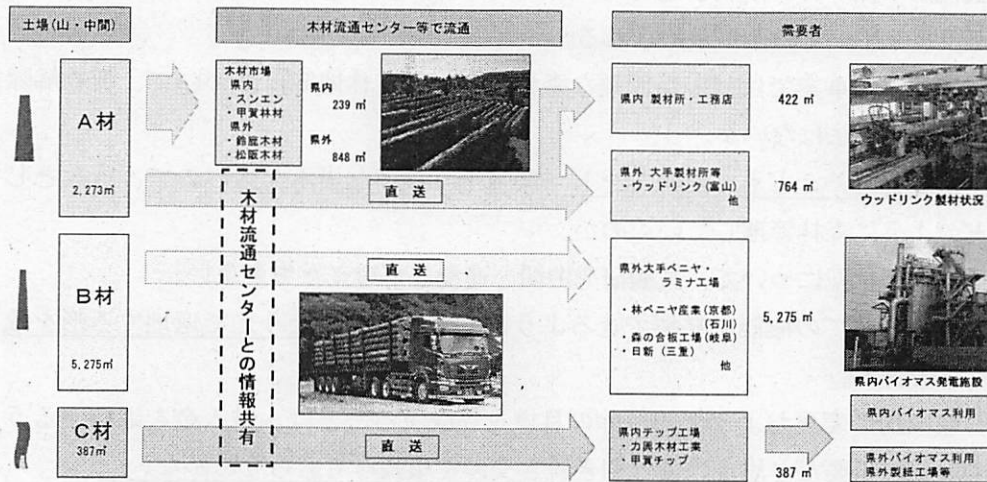 土場(山・中間)
木材流通センター等で流通
需要者
A材
2,273㎥
木材市場
県内
・スンエン
・甲賀林材
県外
・鈴鹿木材
・松阪木材
県内
239 ㎥
県外
848 ㎥
直 送
県内 製材所・工務店
422 ㎥
県外 大手製材所等
・ウッドリンク(富山)
他
764 ㎥
ウッドリンク製材状況
木材流通センターとの情報共有
B材
5,275㎥
県外大手ベニヤ・
ラミナ工場
・林ベニヤ産業(京都)
(石川)
・森の合板工場(岐阜)
・日新(三重)
他
5,275 ㎥
県内バイオマス発電施設
C材
387㎥
直 送
県内チップ工場
・力興木材工業
・甲賀チップ
387 ㎥
県内バイオマス利用
県外バイオマス利用
県外製紙工場等